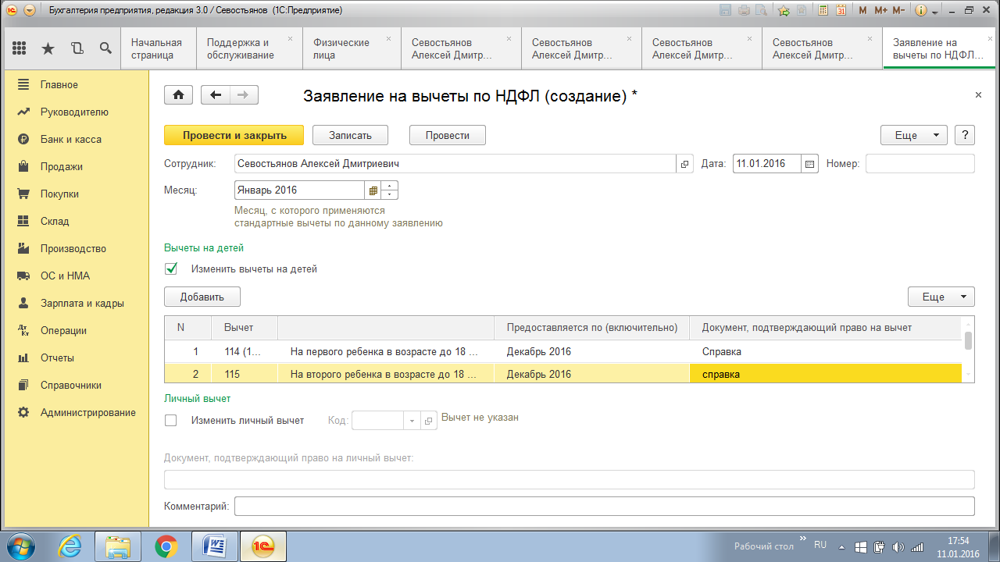 Бухгалтерия предприятия, редакция 3.0 / Севостьянов (1С:Предприятие)
M M+ M-
Начальная страница
Поддержка и обслуживание
Физические лица
Севостьянов Алексей Дмитр...
Севостьянов Алексей Дмитр...
Севостьянов Алексей Дмитр...
Севостьянов Алексей Дмитр...
Заявление на вычеты по НДФЛ...
Главное
Руководителю
Банк и касса
Продажи
Покупки
Склад
Производство
ОС и НМА
Зарплата и кадры
Операции
Отчеты
Справочники
Администрирование
Заявление на вычеты по НДФЛ (создание) *
Провести и закрыть Записать Провести Еще ?
Сотрудник: Севостьянов Алексей Дмитриевич Дата: 11.01.2016 Номер:
Месяц: Январь 2016
Месяц, с которого применяются
стандартные вычеты по данному заявлению
Вычеты на детей
Изменить вычеты на детей
Добавить Еще
N Вычет Предоставляется по (включительно) Документ, подтверждающий право на вычет
1 114 (1... На первого ребенка в возрасте до 18 ... Декабрь 2016 Справка
2 115 На второго ребенка в возрасте до 18 ... Декабрь 2016 справка
Личный вычет
Изменить личный вычет Код: Вычет не указан
Документ, подтверждающий право на личный вычет:
Комментарий:
Рабочий стол » RU 17:54
11.01.2016